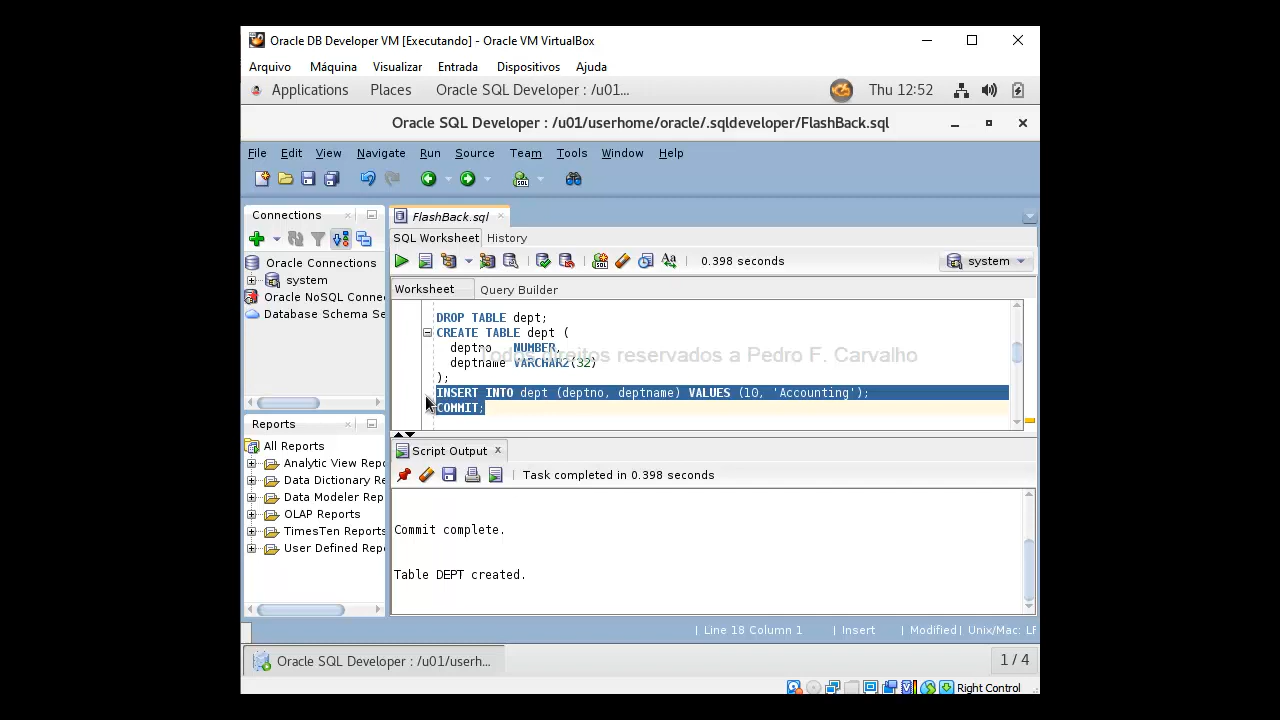 Oracle DB Developer VM [Executando] - Oracle VM VirtualBox
Arquivo Máquina Visualizar Entrada Dispositivos Ajuda
Applications Places Oracle SQL Developer : /u01... Thu 12:52
Oracle SQL Developer : /u01/userhome/oracle/.sqldeveloper/FlashBack.sql
File Edit View Navigate Run Source Team Tools Window Help
Connections
Oracle Connections
system
Oracle NoSQL Conne
Database Schema Se
Reports
All Reports
Analytic View Repo
Data Dictionary Re
Data Modeler Rep
OLAP Reports
TimesTen Reports
User Defined Repo
FlashBack.sql
SQL Worksheet History
0.398 seconds system
Worksheet Query Builder
DROP TABLE dept;
CREATE TABLE dept (
deptno NUMBER,
Todos direitos reservados a Pedro F. Carvalho
deptname VARCHAR2(32)
);
INSERT INTO dept (deptno, deptname) VALUES (10, 'Accounting');
COMMIT;
Script Output
Task completed in 0.398 seconds
Commit complete.
Table DEPT created.
Line 18 Column 1 Insert Modified Unix/Mac: LF
Oracle SQL Developer : /u01/userh... 1 / 4
Right Control